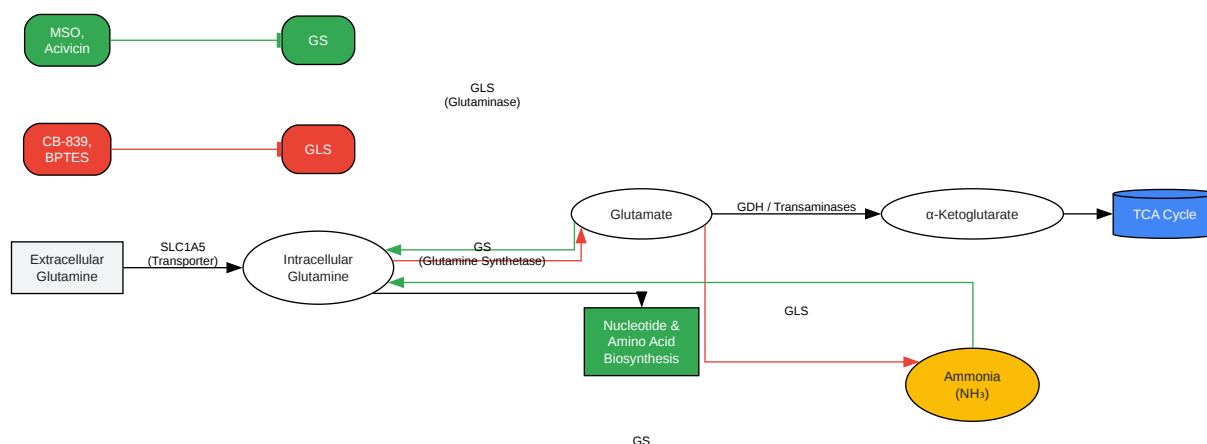 MSO,
Acivicin
GS
GLS
(Glutaminase)
CB-839,
BPTES
GLS
Glutamate
GDH / Transaminases
α-Ketoglutarate
TCA Cycle
SLC1A5
(Transporter)
Extracellular
Glutamine
Intracellular
Glutamine
GS
(Glutamine Synthetase)
GLS
Nucleotide &
Amino Acid
Biosynthesis
Ammonia
(NH₃)
GS